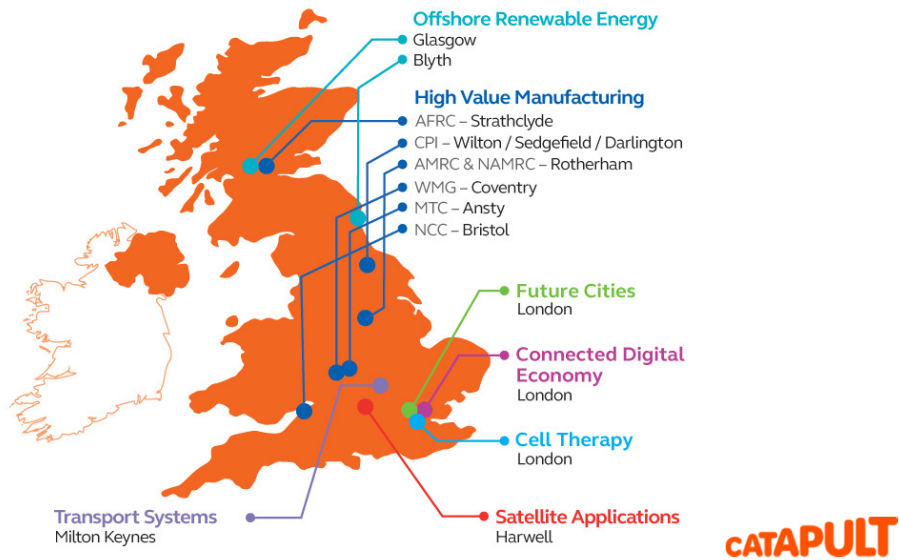 Offshore Renewable Energy
Glasgow
Blyth
High Value Manufacturing
AFRC – Strathclyde
CPI – Wilton / Sedgefield / Darlington
AMRC & NAMRC – Rotherham
WMG – Coventry
MTC – Ansty
NCC – Bristol
Future Cities
London
Connected Digital
Economy
London
Cell Therapy
London
Transport Systems
Milton Keynes
Satellite Applications
Harwell
CATAPULT